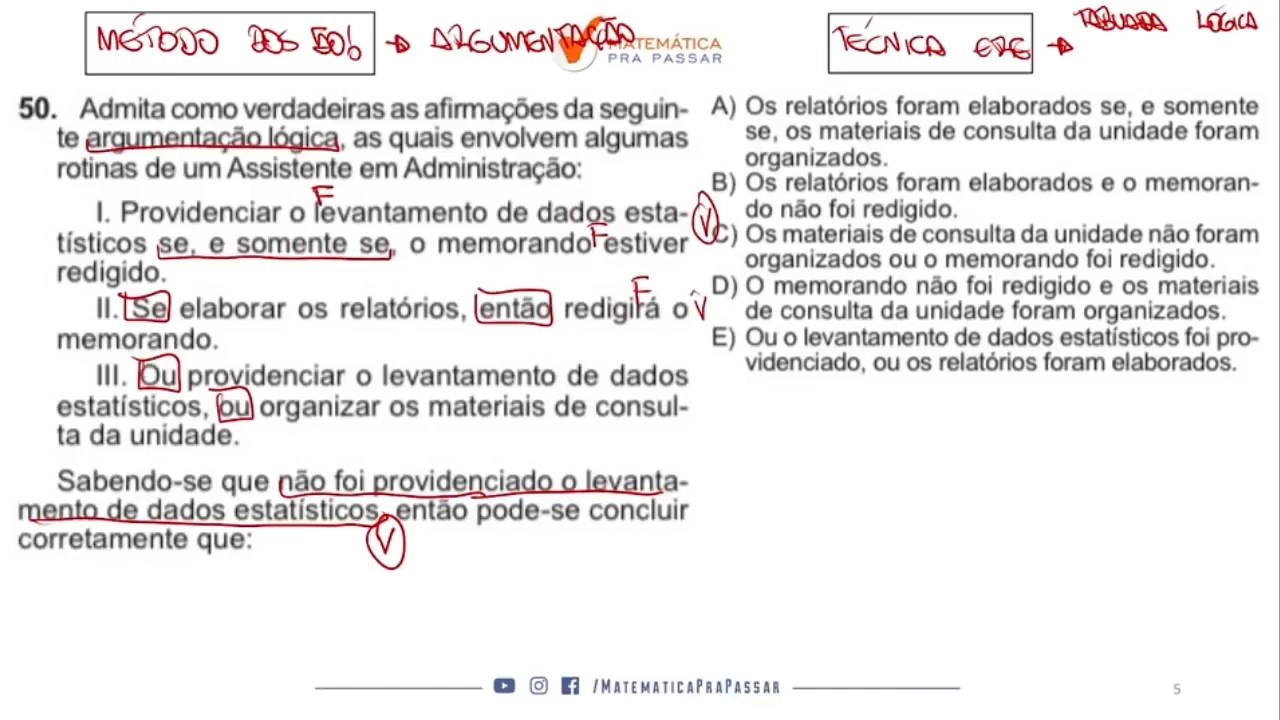 MÉTODO DOS 50! → ARGUMENTAÇÃO
MATEMÁTICA
PRA PASSAR
TÉCNICA →
TABUADA LÓGICA
50. Admita como verdadeiras as afirmações da seguin-
te argumentação lógica, as quais envolvem algumas
rotinas de um Assistente em Administração:
F
I. Providenciar o levantamento de dados esta-
V
tísticos se, e somente se, o memorando estiver
F
redigido.
F
II. Se elaborar os relatórios, então redigirá o
V
memorando.
III. Ou providenciar o levantamento de dados
estatísticos, ou organizar os materiais de consul-
ta da unidade.
Sabendo-se que não foi providenciado o levanta-
mento de dados estatísticos, então pode-se concluir
corretamente que:
V
A) Os relatórios foram elaborados se, e somente
se, os materiais de consulta da unidade foram
organizados.
B) Os relatórios foram elaborados e o memoran-
do não foi redigido.
C) Os materiais de consulta da unidade não foram
organizados ou o memorando foi redigido.
D) O memorando não foi redigido e os materiais
de consulta da unidade foram organizados.
E) Ou o levantamento de dados estatísticos foi pro-
videnciado, ou os relatórios foram elaborados.
/MATEMATICAPRAPASSAR
5